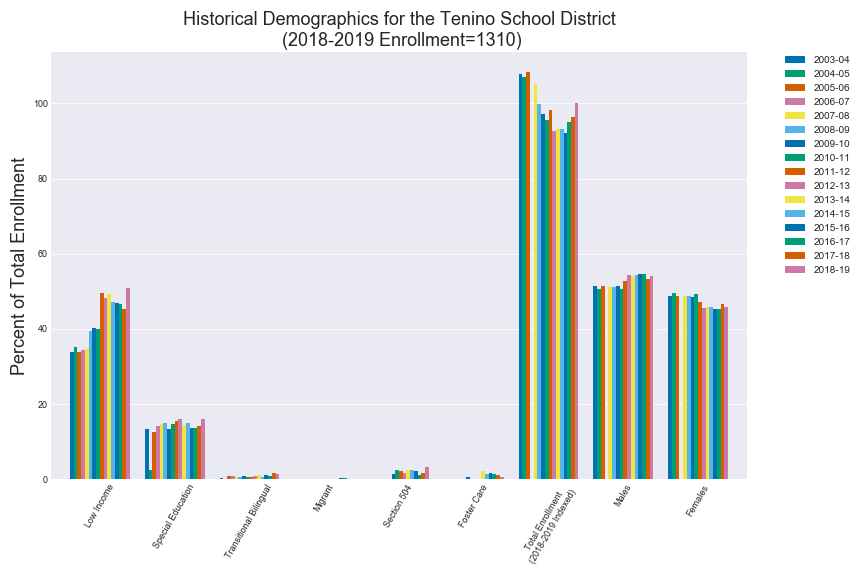 Historical Demographics for the Tenino School District
(2018-2019 Enrollment=1310)
Percent of Total Enrollment
100
80
60
40
20
0
Low Income
Special Education
Transitional Bilingual
Migrant
Section 504
Foster Care
Total Enrollment
(2018-2019 Indexed)
Males
Females
2003-04
2004-05
2005-06
2006-07
2007-08
2008-09
2009-10
2010-11
2011-12
2012-13
2013-14
2014-15
2015-16
2016-17
2017-18
2018-19